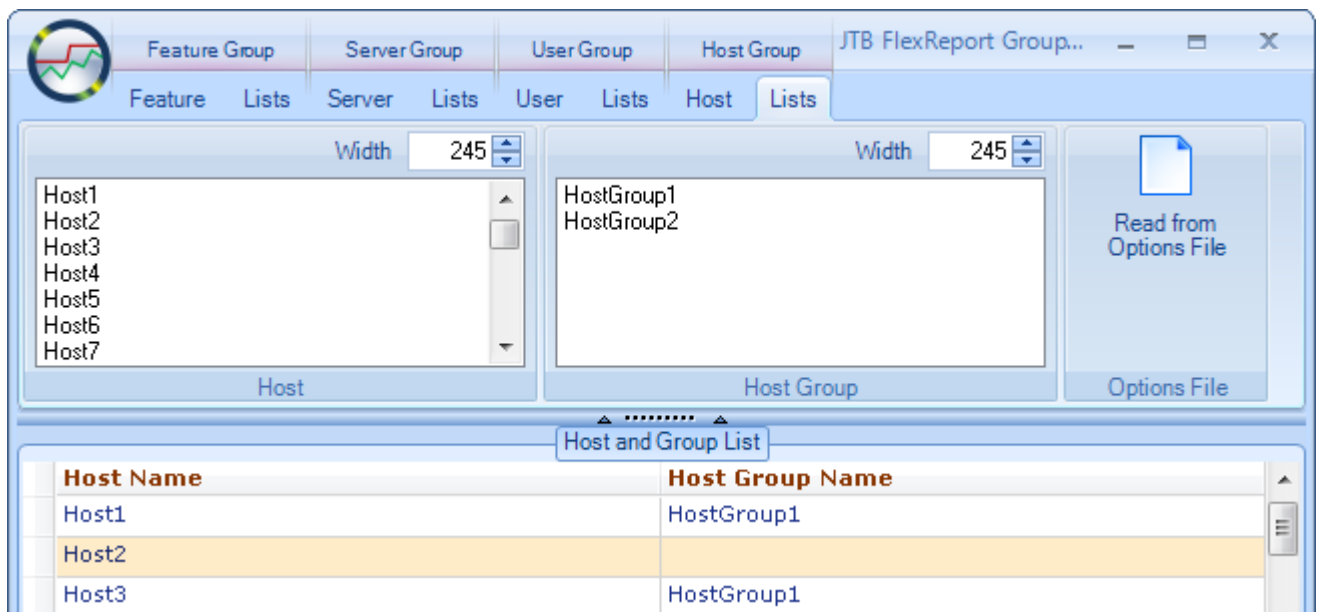 Feature Group Server Group User Group Host Group JTB FlexReport Group...
Feature Lists Server Lists User Lists Host Lists
Width 245 Width 245
Host1
Host2
Host3
Host4
Host5
Host6
Host7
Host
HostGroup1
HostGroup2
Host Group
Read from
Options File
Options File
Host and Group List
Host Name Host Group Name
Host1 HostGroup1
Host2
Host3 HostGroup1